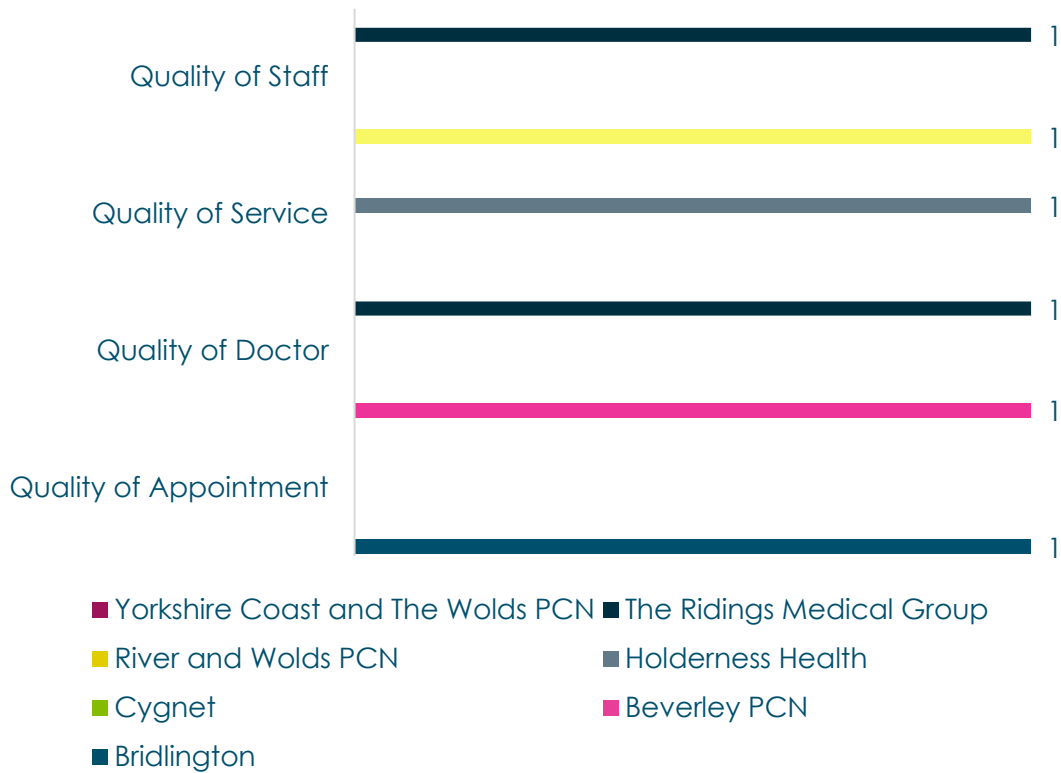 1
Quality of Staff
1
Quality of Service
1
1
Quality of Doctor
1
Quality of Appointment
1
Yorkshire Coast and The Wolds PCN The Ridings Medical Group
River and Wolds PCN Holderness Health
Cygnet Beverley PCN
Bridlington